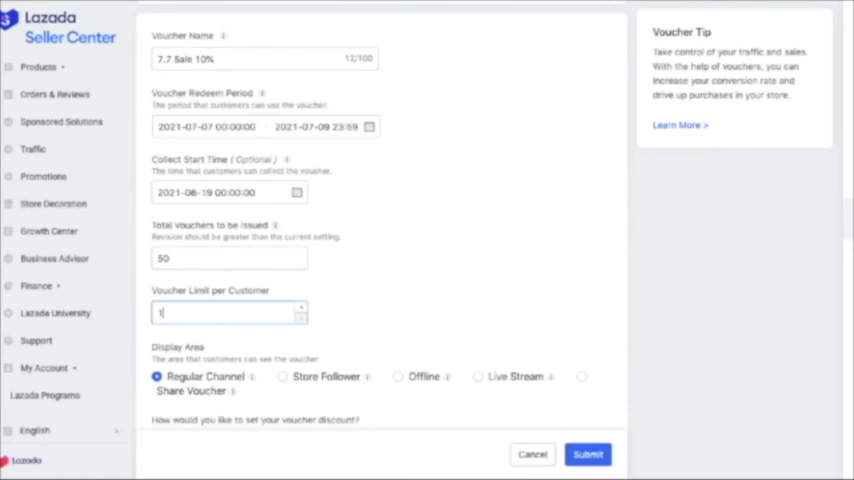 Lazada
Seller Center
Products
Orders & Reviews
Sponsored Solutions
Traffic
Promotions
Store Decoration
Growth Center
Business Advisor
Finance
Lazada University
Support
My Account
Lazada Programs
English
Lazada
Voucher Name
7.7 Sale 10%
12/100
Voucher Redeem Period
The period that customers can use the voucher.
2021-07-07 00:00:00 - 2021-07-09 23:59
Collect Start Time ( Optional )
The time that customers can collect the voucher.
2021-06-19 00:00:00
Total Vouchers to be Issued
Revision should be greater than the current setting.
50
Voucher Limit per Customer
1
Display Area
The area that customers can see the voucher.
Regular Channel Store Follower Offline Live Stream
Share Voucher
How would you like to set your voucher discount?
Cancel Submit
Voucher Tip
Take control of your traffic and sales.
With the help of vouchers, you can
increase your conversion rate and
drive up purchases in your store.
Learn More >